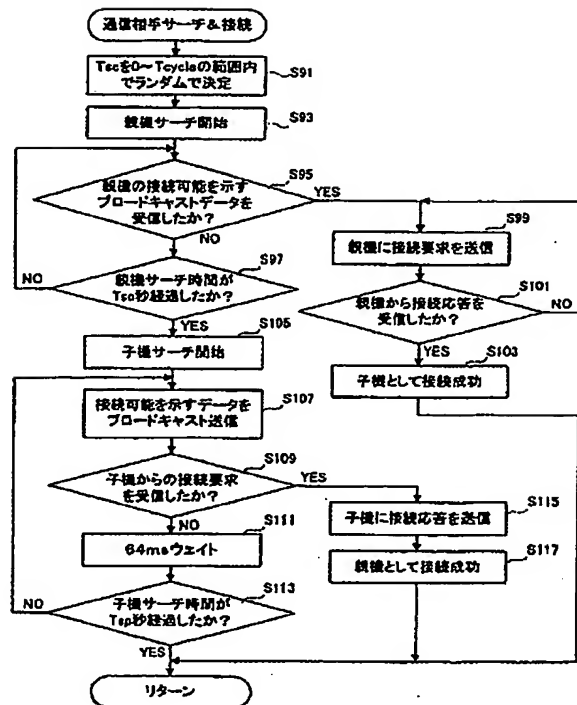 通信相手サーチ&接続
Tscを0～Tcycleの範囲内
でランダムで決定
S91
親機サーチ開始
S93
親機の接続可能を示す
ブロードキャストデータを
受信したか?
S95
YES
NO
親機サーチ時間が
Tsc秒経過したか?
S97
NO
YES
親機に接続要求を送信
S99
親機から接続応答を
受信したか?
S101
NO
YES
子機として接続成功
S103
子機サーチ開始
S105
接続可能を示すデータを
ブロードキャスト送信
S107
子機からの接続要求
を受信したか?
S109
YES
NO
64msウェイト
S111
子機サーチ時間が
Tsp秒経過したか?
S113
NO
YES
子機に接続応答を送信
S115
親機として接続成功
S117
リターン